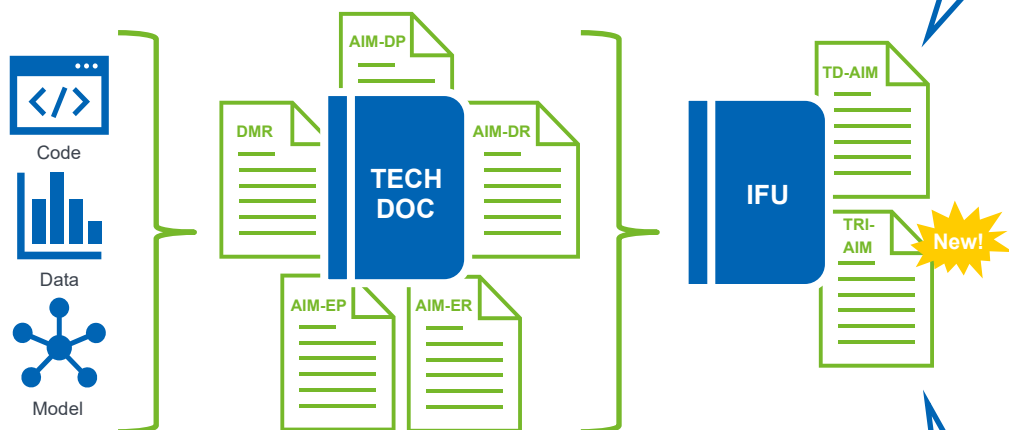 Code
Data
Model
AIM-DP
DMR
AIM-DR
TECH
DOC
AIM-EP
AIM-ER
TD-AIM
IFU
TRI-
AIM
New!